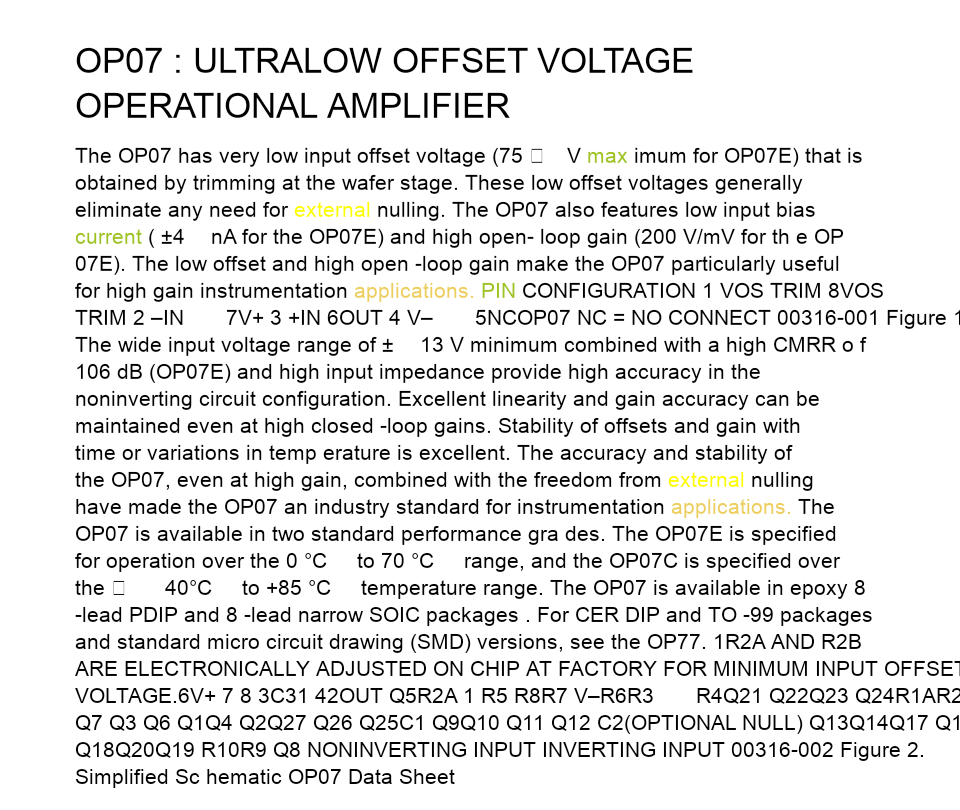 OP07 : ULTRALOW OFFSET VOLTAGE
OPERATIONAL AMPLIFIER
The OP07 has very low input offset voltage (75 □ V max imum for OP07E) that is
obtained by trimming at the wafer stage. These low offset voltages generally
eliminate any need for external nulling. The OP07 also features low input bias
current ( ±4 nA for the OP07E) and high open- loop gain (200 V/mV for th e OP
07E). The low offset and high open -loop gain make the OP07 particularly useful
for high gain instrumentation applications. PIN CONFIGURATION 1 VOS TRIM 8VOS
TRIM 2 –IN 7V+ 3 +IN 6OUT 4 V– 5NCOP07 NC = NO CONNECT 00316-001 Figure 1
The wide input voltage range of ± 13 V minimum combined with a high CMRR o f
106 dB (OP07E) and high input impedance provide high accuracy in the
noninverting circuit configuration. Excellent linearity and gain accuracy can be
maintained even at high closed -loop gains. Stability of offsets and gain with
time or variations in temp erature is excellent. The accuracy and stability of
the OP07, even at high gain, combined with the freedom from external nulling
have made the OP07 an industry standard for instrumentation applications. The
OP07 is available in two standard performance gra des. The OP07E is specified
for operation over the 0 °C to 70 °C range, and the OP07C is specified over
the □ 40°C to +85 °C temperature range. The OP07 is available in epoxy 8
-lead PDIP and 8 -lead narrow SOIC packages . For CER DIP and TO -99 packages
and standard micro circuit drawing (SMD) versions, see the OP77. 1R2A AND R2B
ARE ELECTRONICALLY ADJUSTED ON CHIP AT FACTORY FOR MINIMUM INPUT OFFSET
VOLTAGE.6V+ 7 8 3C31 42OUT Q5R2A 1 R5 R8R7 V–R6R3 R4Q21 Q22Q23 Q24R1AR2
Q7 Q3 Q6 Q1Q4 Q2Q27 Q26 Q25C1 Q9Q10 Q11 Q12 C2(OPTIONAL NULL) Q13Q14Q17 Q1
Q18Q20Q19 R10R9 Q8 NONINVERTING INPUT INVERTING INPUT 00316-002 Figure 2.
Simplified Sc hematic OP07 Data Sheet